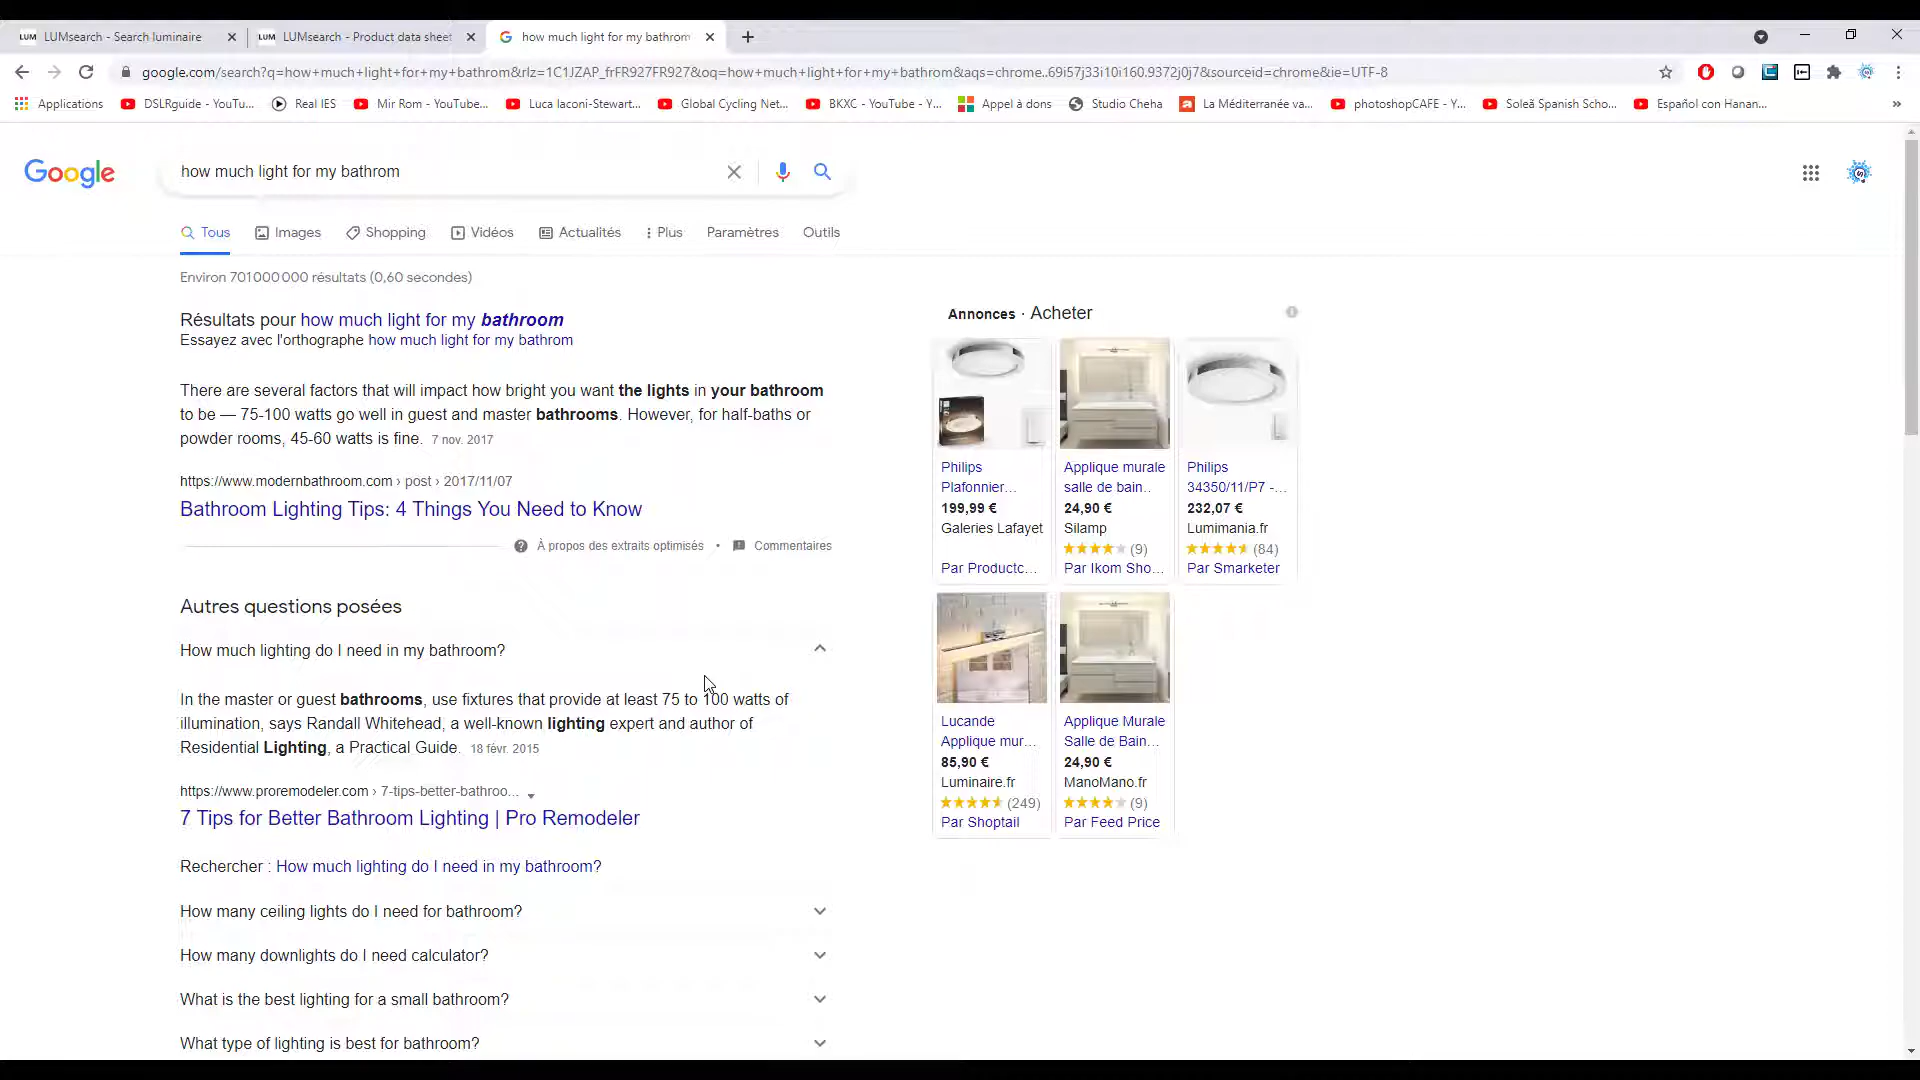 LUM LUMsearch - Search luminaire
LUM LUMsearch - Product data sheet
how much light for my bathrom
google.com/search?q=how+much+light+for+my+bathrom&rlz=1C1JZAP_frFR927FR927&oq=how+much+light+for+my+bathrom&aqs=chrome..69i57j33i10i160.9372j0j7&sourceid=chrome&ie=UTF-8
Applications DSLRguide - YouTu... Real IES Mir Rom - YouTube... Luca Iaconi-Stewart... Global Cycling Net... BKXC - YouTube - Y... Appel à dons Studio Cheha La Méditerranée va... photoshopCAFE - Y... Soleã Spanish Scho... Español con Hanan... »
Google
how much light for my bathrom
Tous Images Shopping Vidéos Actualités Plus Paramètres Outils
Environ 701 000 000 résultats (0,60 secondes)
Résultats pour how much light for my bathroom
Essayez avec l'orthographe how much light for my bathrom
There are several factors that will impact how bright you want the lights in your bathroom
to be — 75-100 watts go well in guest and master bathrooms. However, for half-baths or
powder rooms, 45-60 watts is fine. 7 nov. 2017
https://www.modernbathroom.com › post › 2017/11/07
Bathroom Lighting Tips: 4 Things You Need to Know
À propos des extraits optimisés • Commentaires
Autres questions posées
How much lighting do I need in my bathroom?
In the master or guest bathrooms, use fixtures that provide at least 75 to 100 watts of
illumination, says Randall Whitehead, a well-known lighting expert and author of
Residential Lighting, a Practical Guide. 18 févr. 2015
https://www.proremodeler.com › 7-tips-better-bathroo...
7 Tips for Better Bathroom Lighting | Pro Remodeler
Rechercher : How much lighting do I need in my bathroom?
How many ceiling lights do I need for bathroom?
How many downlights do I need calculator?
What is the best lighting for a small bathroom?
What type of lighting is best for bathroom?
Annonces · Acheter
Philips
Plafonnier...
199,99 €
Galeries Lafayet
Par Productc...
Applique murale
salle de bain..
24,90 €
Silamp
(9)
Par Ikom Sho...
Philips
34350/11/P7 -...
232,07 €
Lumimania.fr
(84)
Par Smarketer
Lucande
Applique mur...
85,90 €
Luminaire.fr
(249)
Par Shoptail
Applique Murale
Salle de Bain...
24,90 €
ManoMano.fr
(9)
Par Feed Price